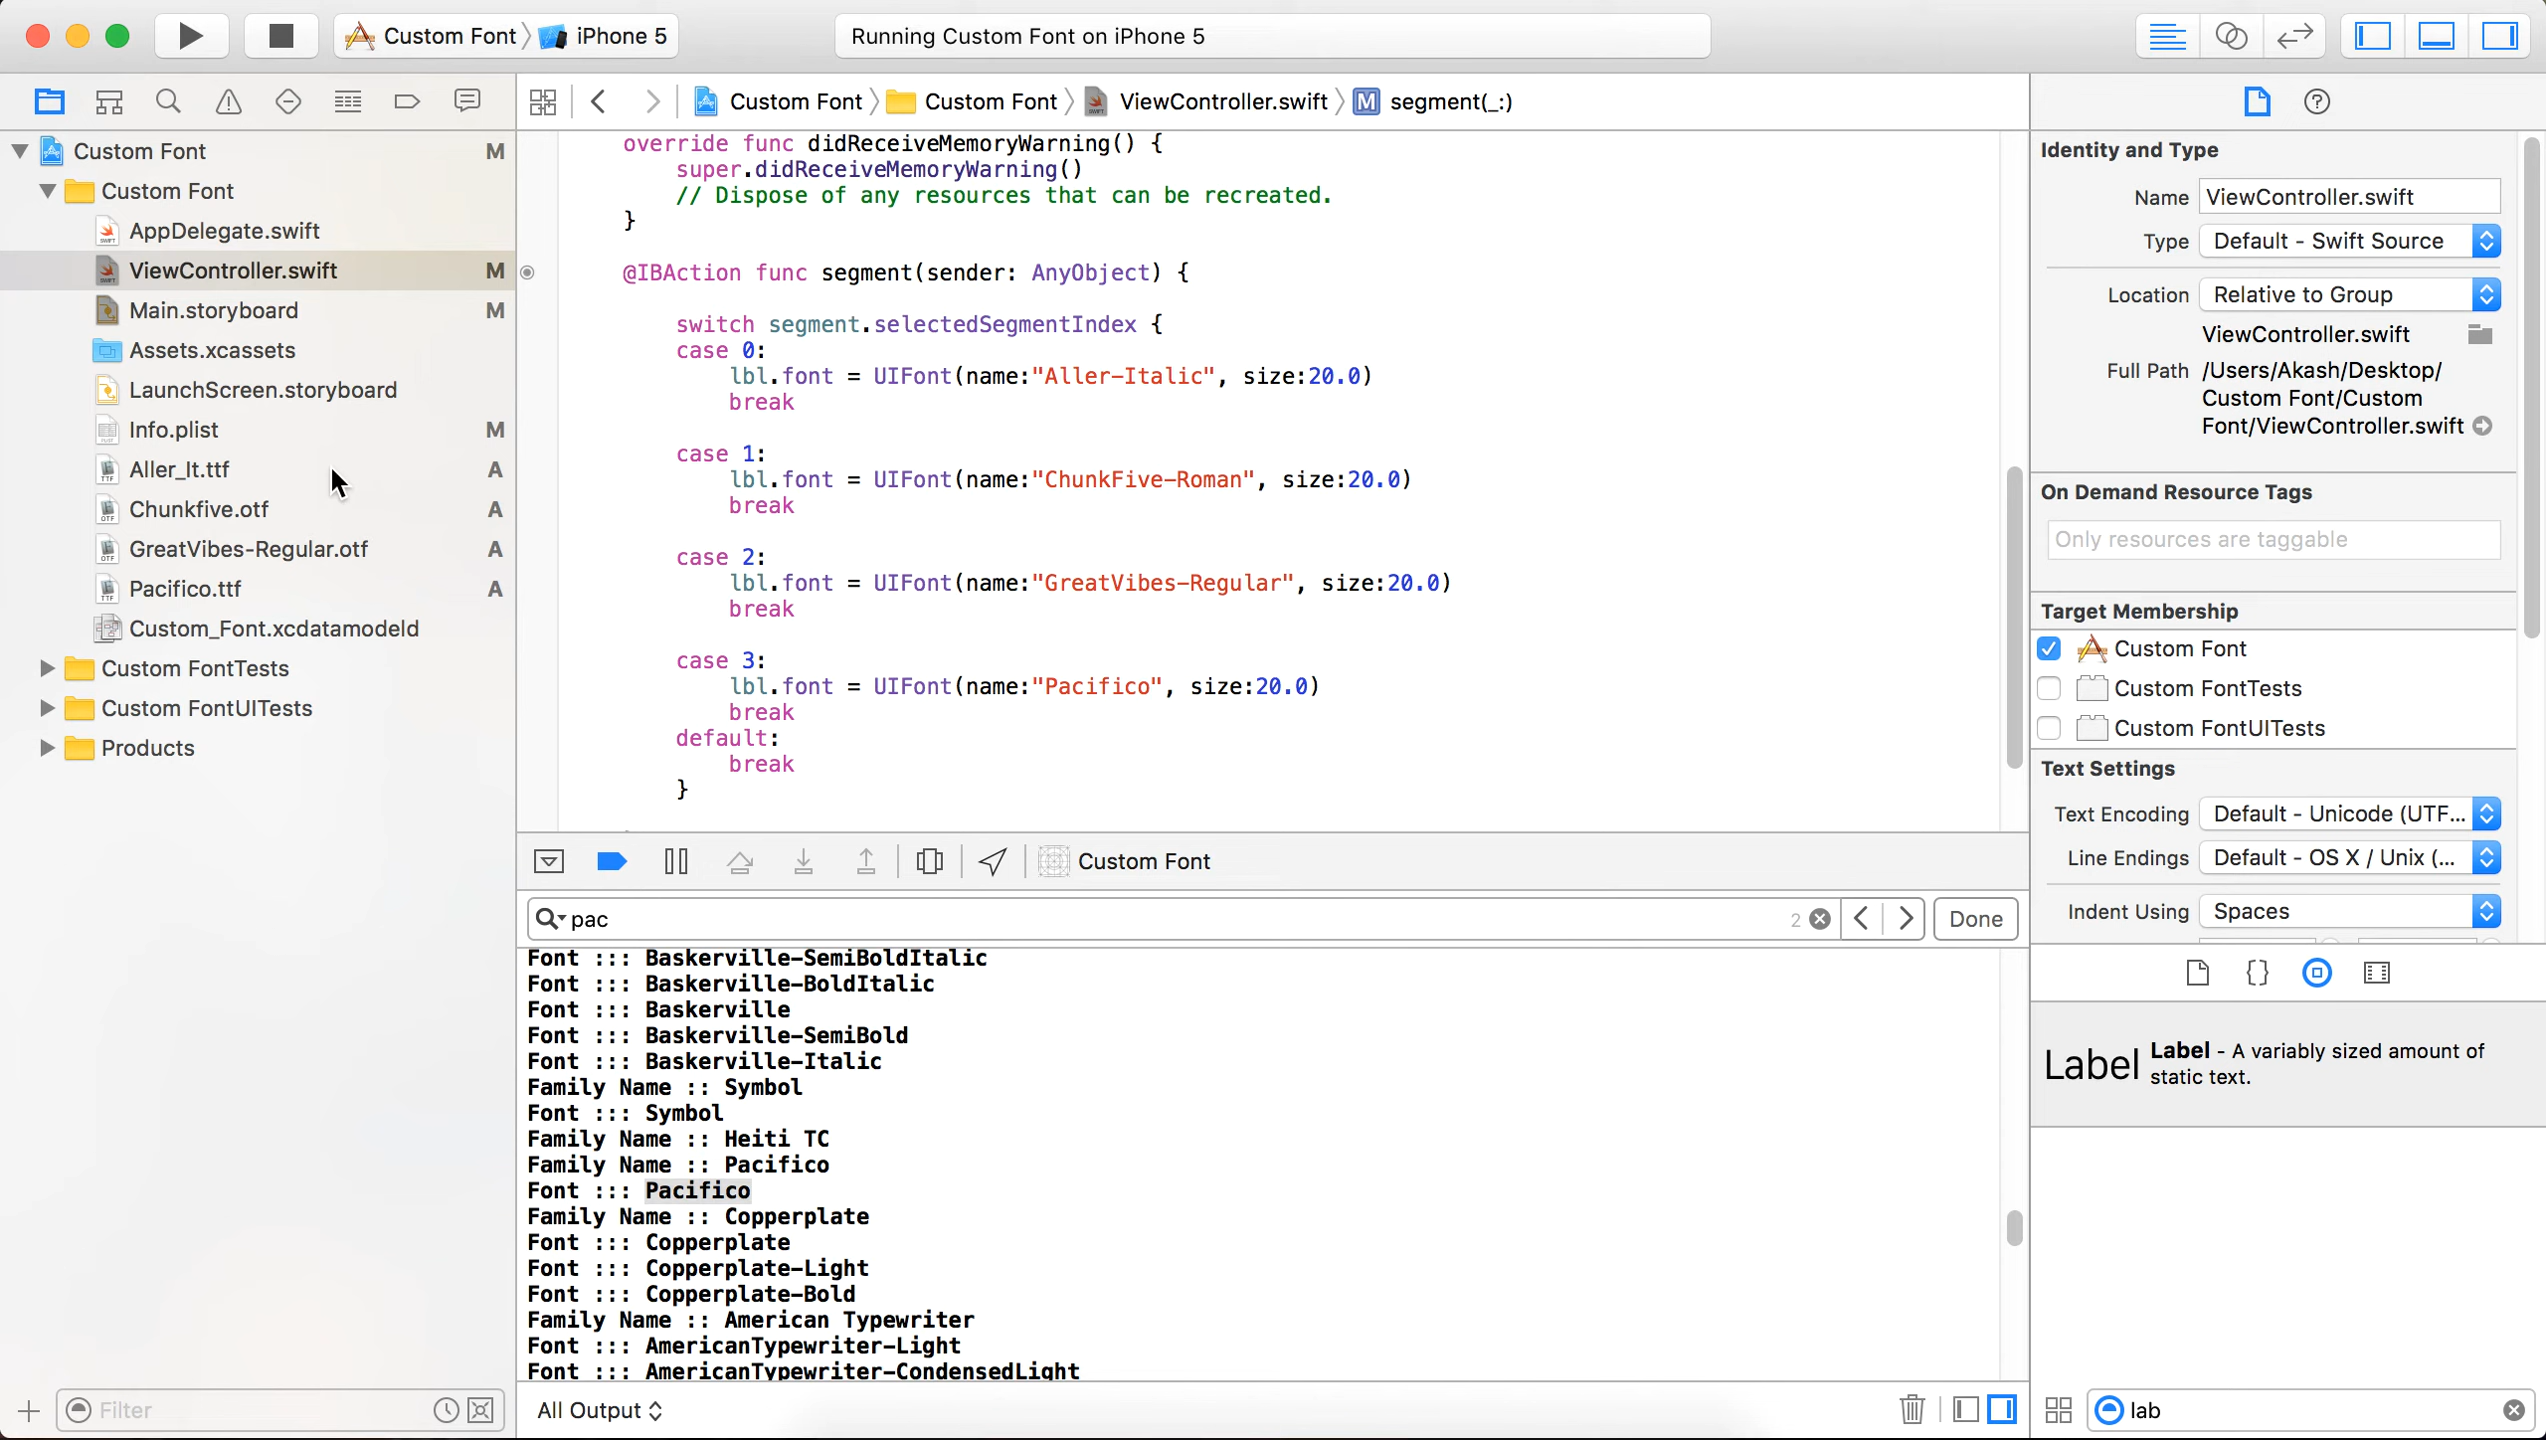 Custom Font iPhone 5
Running Custom Font on iPhone 5
Custom Font M
Custom Font
AppDelegate.swift
ViewController.swift M
Main.storyboard M
Assets.xcassets
LaunchScreen.storyboard
Info.plist M
Aller_It.ttf A
Chunkfive.otf A
GreatVibes-Regular.otf A
Pacifico.ttf A
Custom_Font.xcdatamodeld
Custom FontTests
Custom FontUITests
Products
Filter
Custom Font Custom Font ViewController.swift M segment(_:)
override func didReceiveMemoryWarning() {
super.didReceiveMemoryWarning()
// Dispose of any resources that can be recreated.
}
@IBAction func segment(sender: AnyObject) {
switch segment.selectedSegmentIndex {
case 0:
lbl.font = UIFont(name:"Aller-Italic", size:20.0)
break
case 1:
lbl.font = UIFont(name:"ChunkFive-Roman", size:20.0)
break
case 2:
lbl.font = UIFont(name:"GreatVibes-Regular", size:20.0)
break
case 3:
lbl.font = UIFont(name:"Pacifico", size:20.0)
break
default:
break
}
Custom Font
pac 2 Done
Font ::: Baskerville-SemiBoldItalic
Font ::: Baskerville-BoldItalic
Font ::: Baskerville
Font ::: Baskerville-SemiBold
Font ::: Baskerville-Italic
Family Name :: Symbol
Font ::: Symbol
Family Name :: Heiti TC
Family Name :: Pacifico
Font ::: Pacifico
Family Name :: Copperplate
Font ::: Copperplate
Font ::: Copperplate-Light
Font ::: Copperplate-Bold
Family Name :: American Typewriter
Font ::: AmericanTypewriter-Light
Font ::: AmericanTypewriter-CondensedLight
All Output
Identity and Type
Name ViewController.swift
Type Default - Swift Source
Location Relative to Group
ViewController.swift
Full Path /Users/Akash/Desktop/
Custom Font/Custom
Font/ViewController.swift
On Demand Resource Tags
Only resources are taggable
Target Membership
Custom Font
Custom FontTests
Custom FontUITests
Text Settings
Text Encoding Default - Unicode (UTF...
Line Endings Default - OS X / Unix (...
Indent Using Spaces
Label Label - A variably sized amount of
static text.
lab